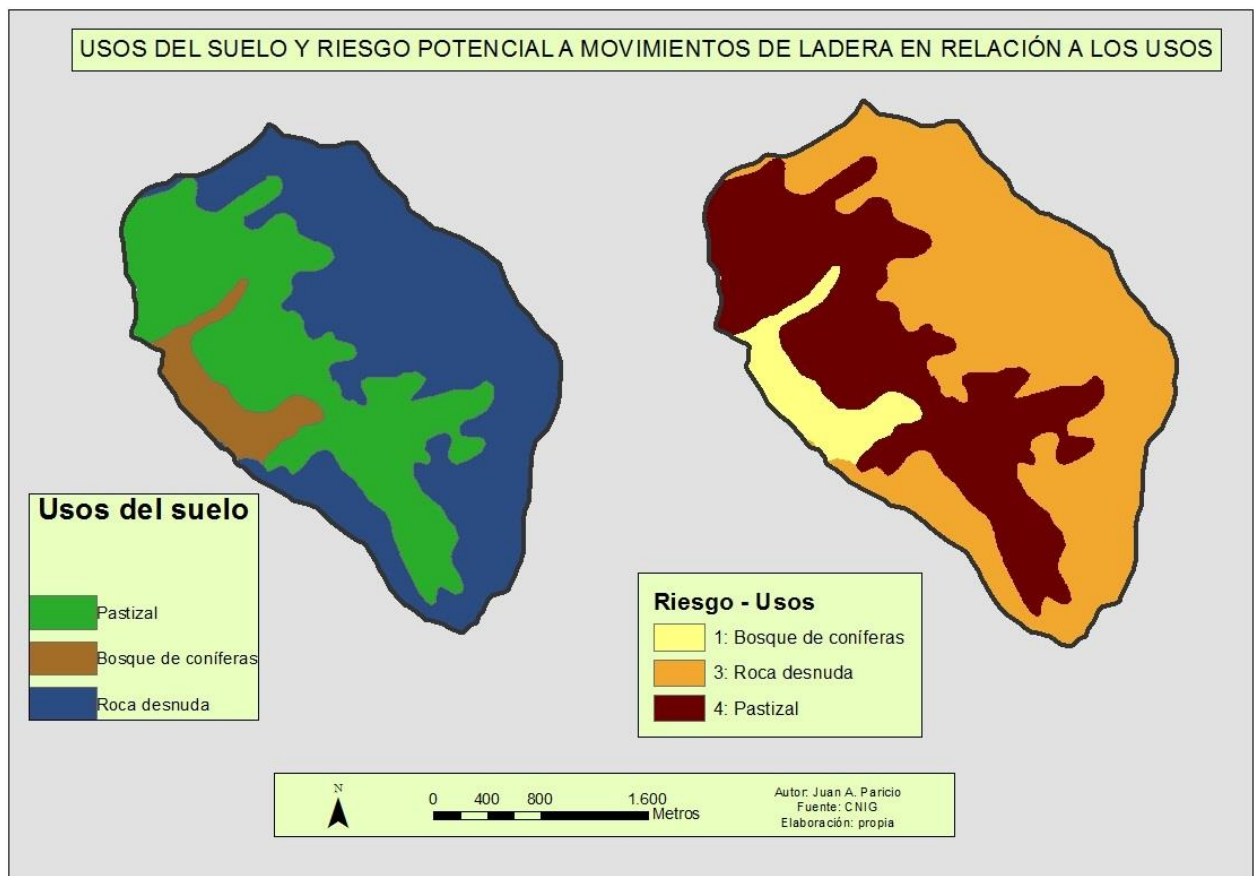 USOS DEL SUELO Y RIESGO POTENCIAL A MOVIMIENTOS DE LADERA EN RELACIÓN A LOS USOS
Usos del suelo
Pastizal
Bosque de coníferas
Roca desnuda
Riesgo - Usos
1: Bosque de coníferas
3: Roca desnuda
4: Pastizal
N
0 400 800 1.600
Metros
Autor: Juan A. Paricio
Fuente: CNIG
Elaboración: propia